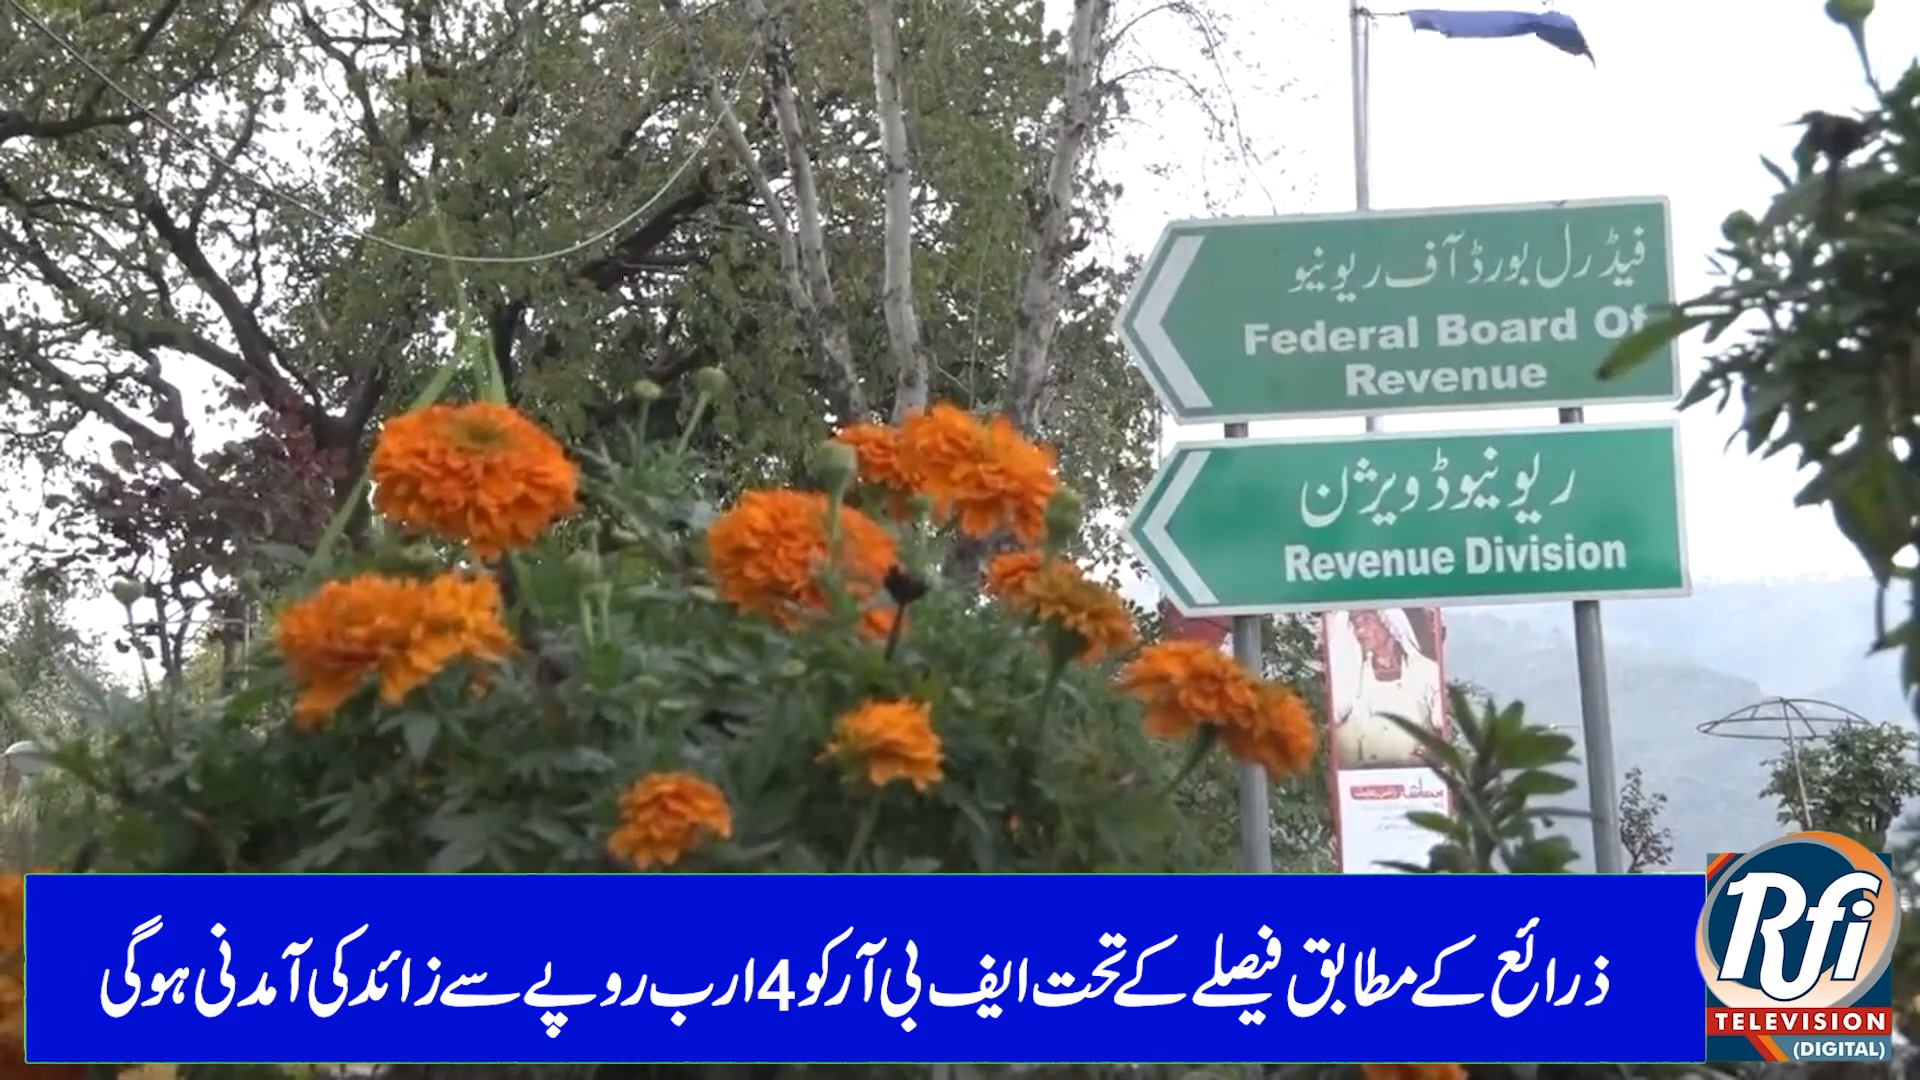 فیڈرل بورڈ آف ریونیو
Federal Board Of
Revenue
ریونیو ڈویژن
Revenue Division
ذرائع کے مطابق فیصلے کے تحت ایف بی آر کو 4 ارب روپے سے زائد کی آمدنی ہوگی
Rfi
TELEVISION
(DIGITAL)